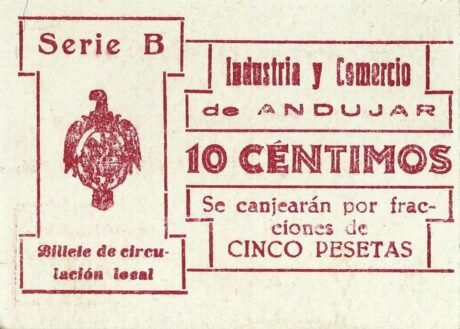 Serie B
Billete de circu-
lación local
Industria y Comercio
de ANDUJAR
10 CÉNTIMOS
Se canjearán por frac-
ciones de
CINCO PESETAS